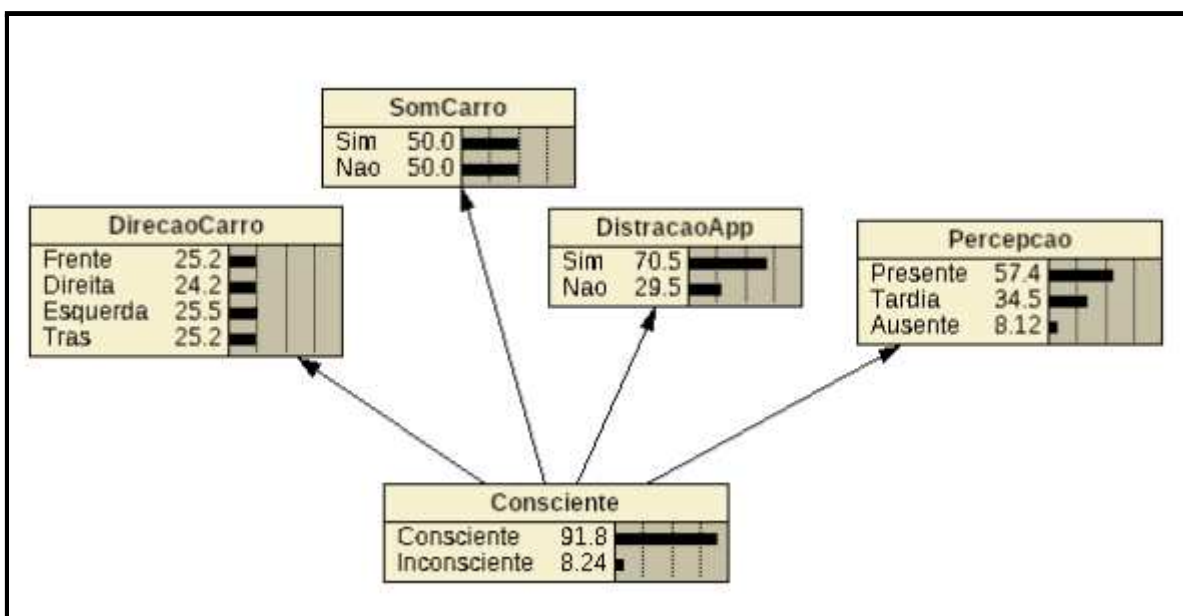 SomCarro
Sim 50.0
Nao 50.0
DirecaoCarro
Frente 25.2
Direita 24.2
Esquerda 25.5
Tras 25.2
DistracaoApp
Sim 70.5
Nao 29.5
Percepcao
Presente 57.4
Tardia 34.5
Ausente 8.12
Consciente
Consciente 91.8
Inconsciente 8.24